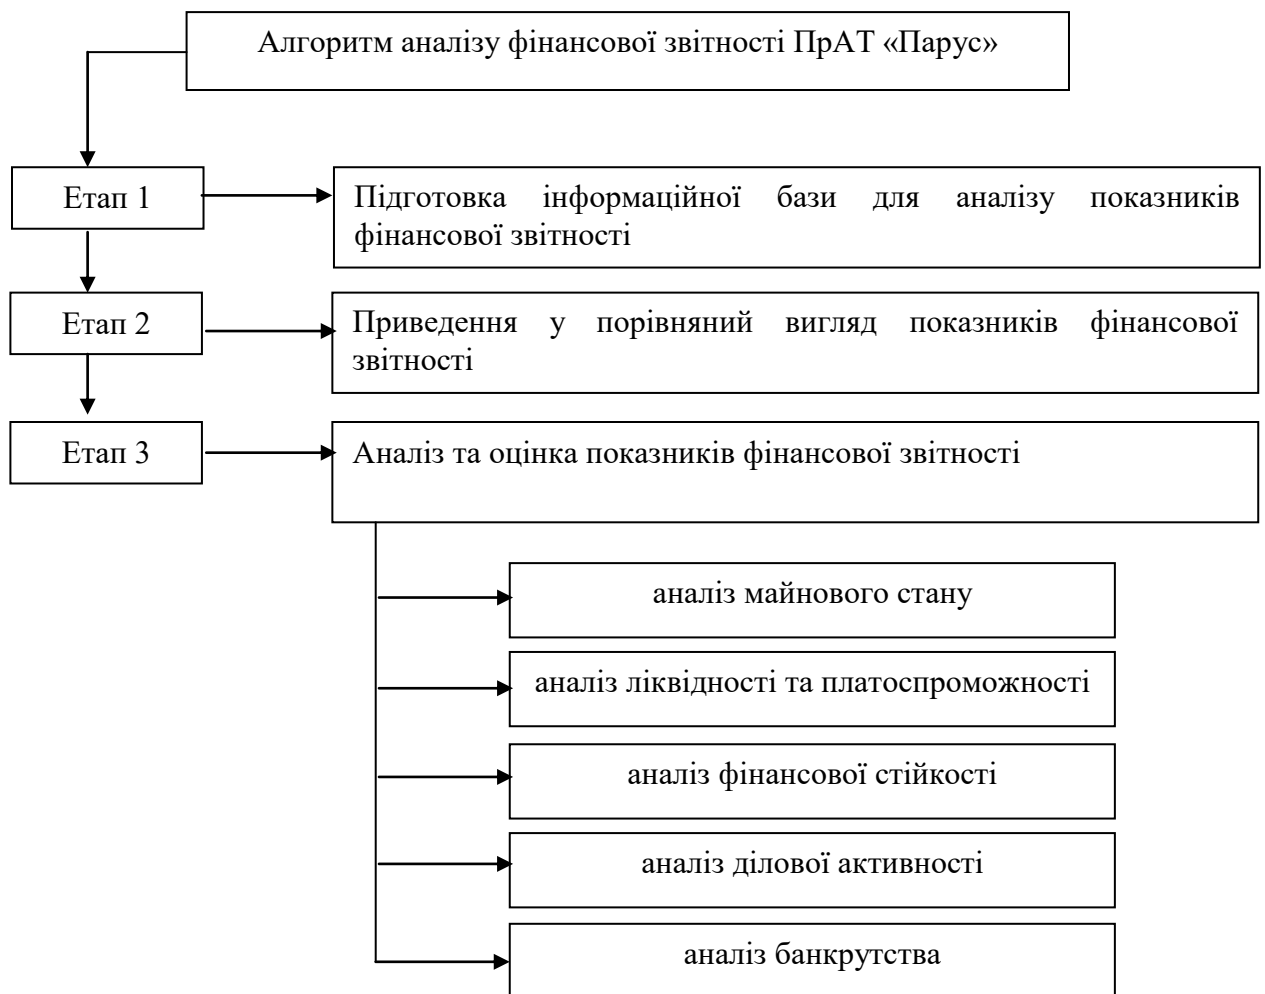 Алгоритм аналізу фінансової звітності ПрАТ «Парус»
Етап 1
Підготовка інформаційної бази для аналізу показників
фінансової звітності
Етап 2
Приведення у порівняний вигляд показників фінансової
звітності
Етап 3
Аналіз та оцінка показників фінансової звітності
аналіз майнового стану
аналіз ліквідності та платоспроможності
аналіз фінансової стійкості
аналіз ділової активності
аналіз банкрутства